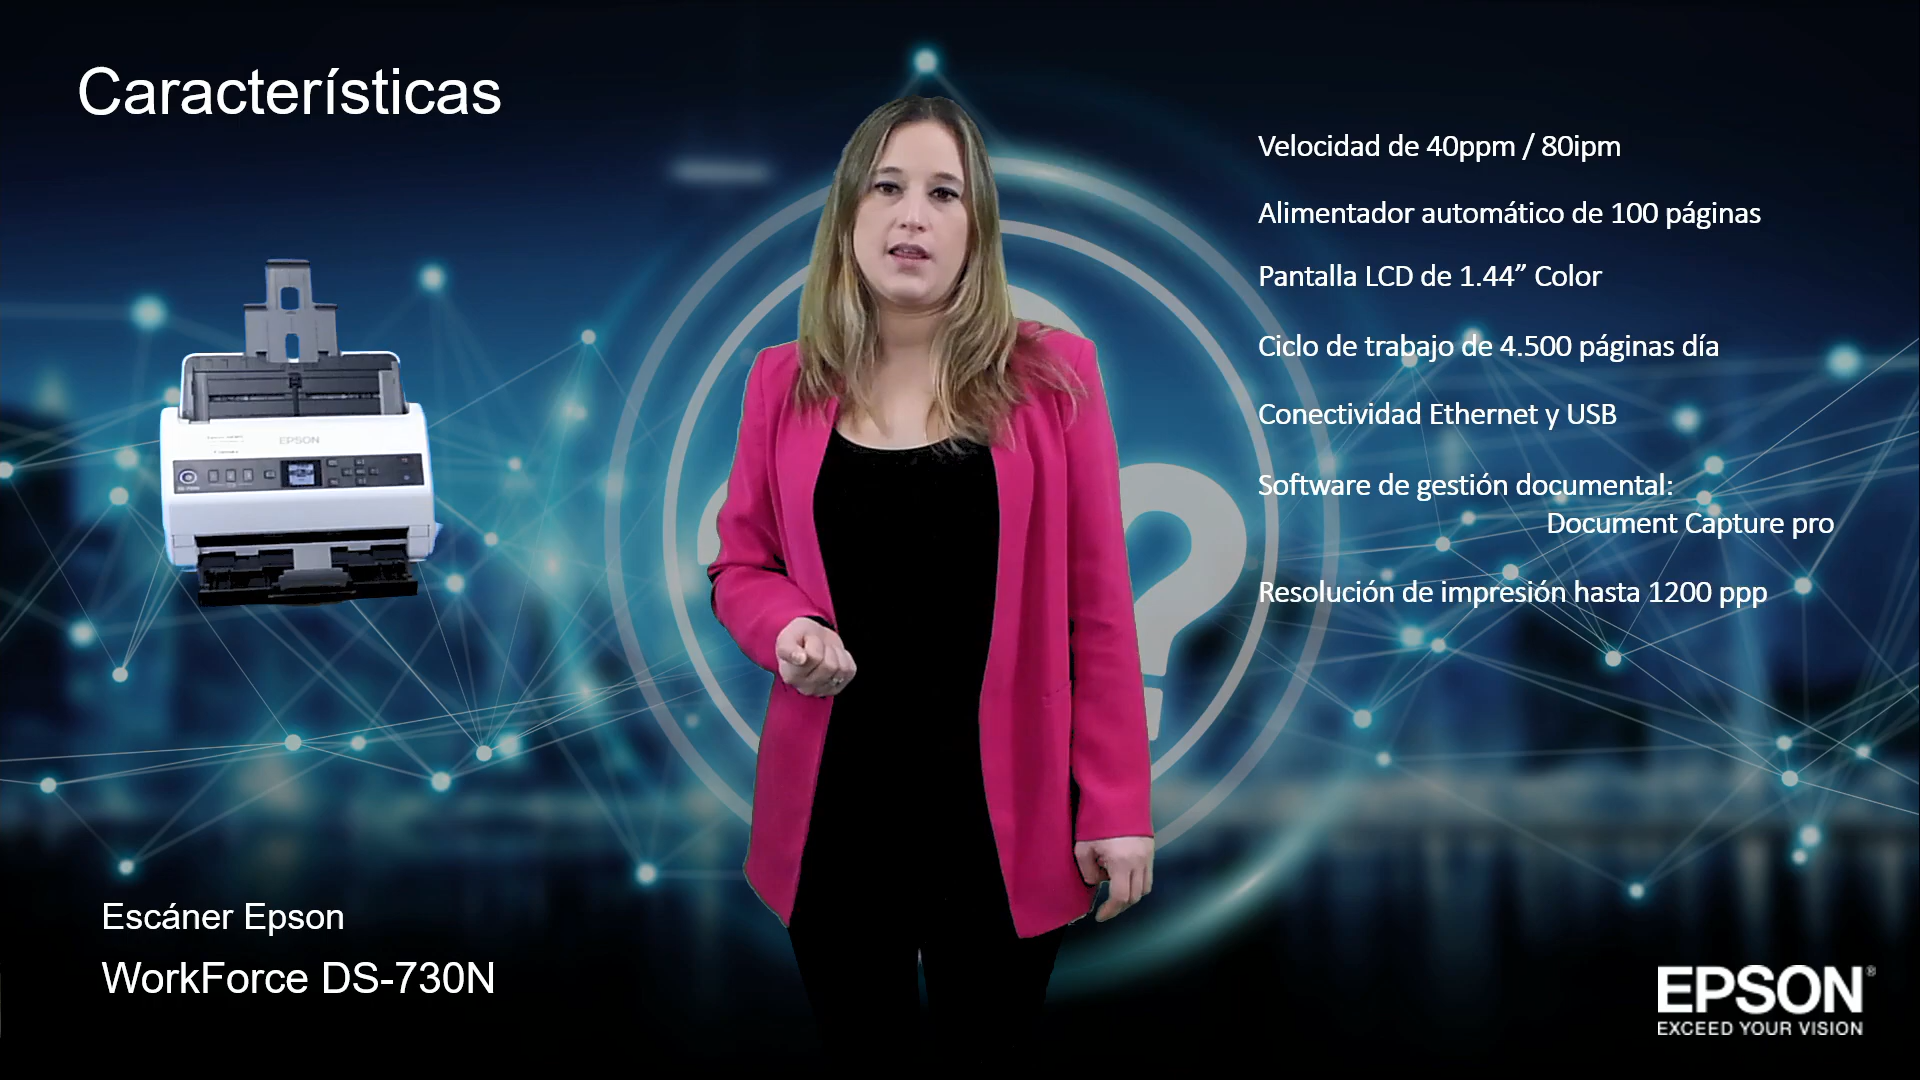 Características
Velocidad de 40ppm / 80ipm
Alimentador automático de 100 páginas
Pantalla LCD de 1.44” Color
Ciclo de trabajo de 4.500 páginas día
Conectividad Ethernet y USB
Software de gestión documental:
Document Capture pro
Resolución de impresión hasta 1200 ppp
EPSON
Escáner Epson
WorkForce DS-730N
EPSON®
EXCEED YOUR VISION